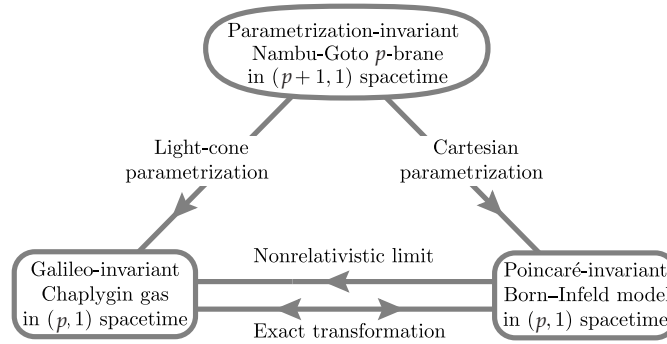 Parametrization-invariant
Nambu-Goto p-brane
in (p+1,1) spacetime
Light-cone
parametrization
Cartesian
parametrization
Galileo-invariant
Chaplygin gas
in (p,1) spacetime
Nonrelativistic limit
Exact transformation
Poincaré-invariant
Born–Infeld model
in (p,1) spacetime